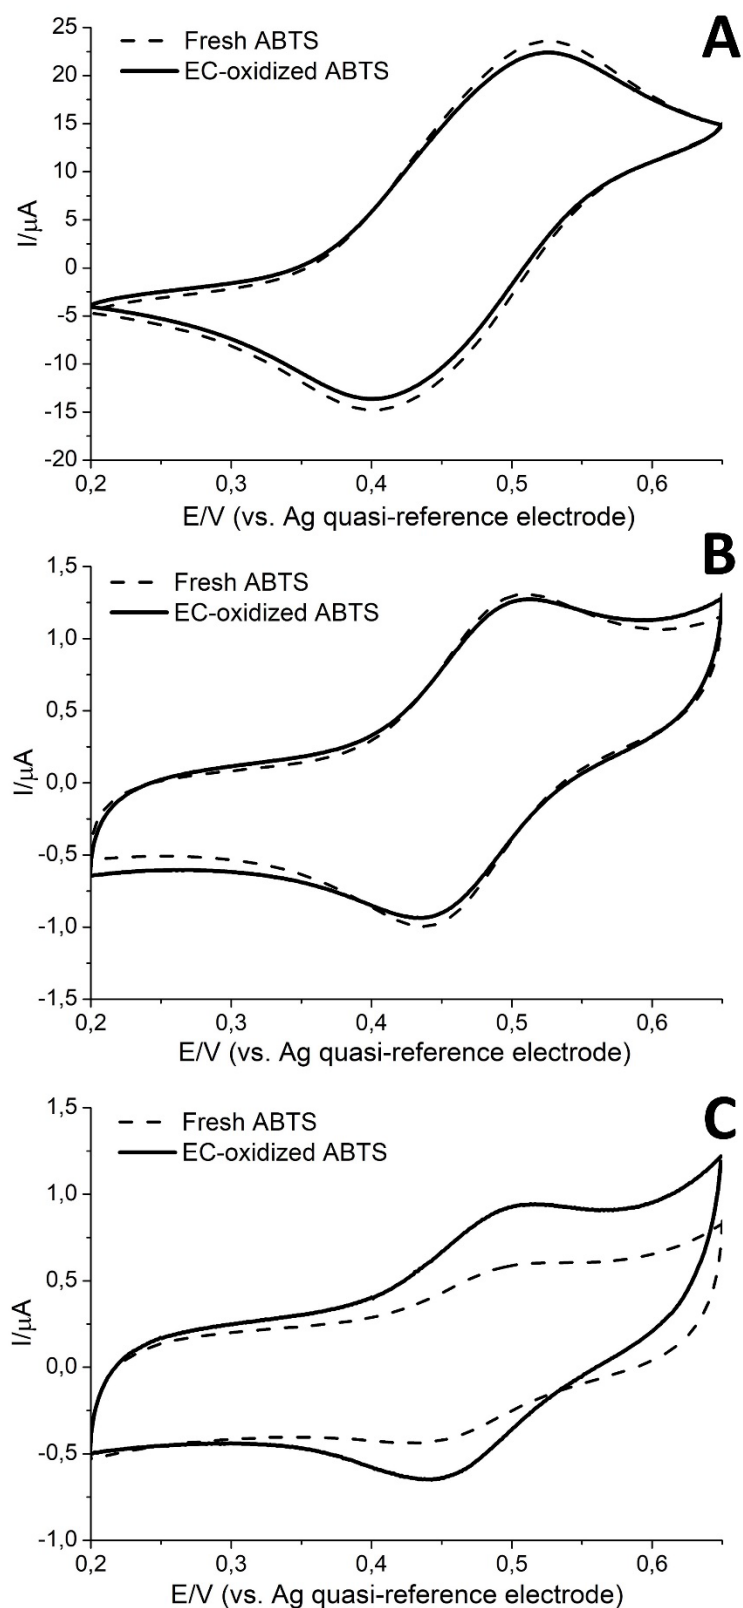 A
Fresh ABTS
EC-oxidized ABTS
25
20
15
10
5
0
-5
-10
-15
-20
I/µA
0,2 0,3 0,4 0,5 0,6
E/V (vs. Ag quasi-reference electrode)
B
Fresh ABTS
EC-oxidized ABTS
1,5
1,0
0,5
0,0
-0,5
-1,0
-1,5
I/µA
0,2 0,3 0,4 0,5 0,6
E/V (vs. Ag quasi-reference electrode)
C
Fresh ABTS
EC-oxidized ABTS
1,5
1,0
0,5
0,0
-0,5
-1,0
I/µA
0,2 0,3 0,4 0,5 0,6
E/V (vs. Ag quasi-reference electrode)